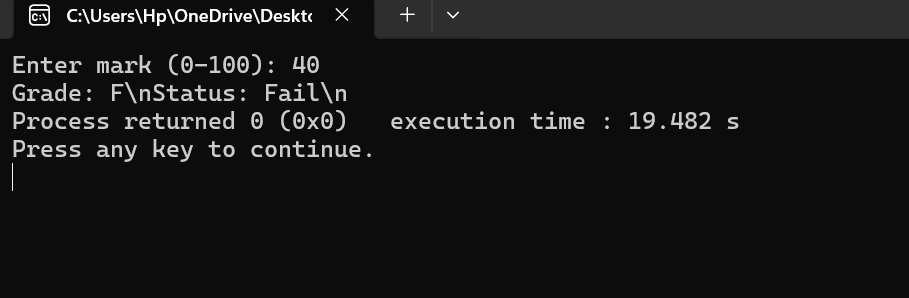 C:\Users\Hp\OneDrive\Deskt
Enter mark (0-100): 40
Grade: F\nStatus: Fail\n
Process returned 0 (0x0)   execution time : 19.482 s
Press any key to continue.